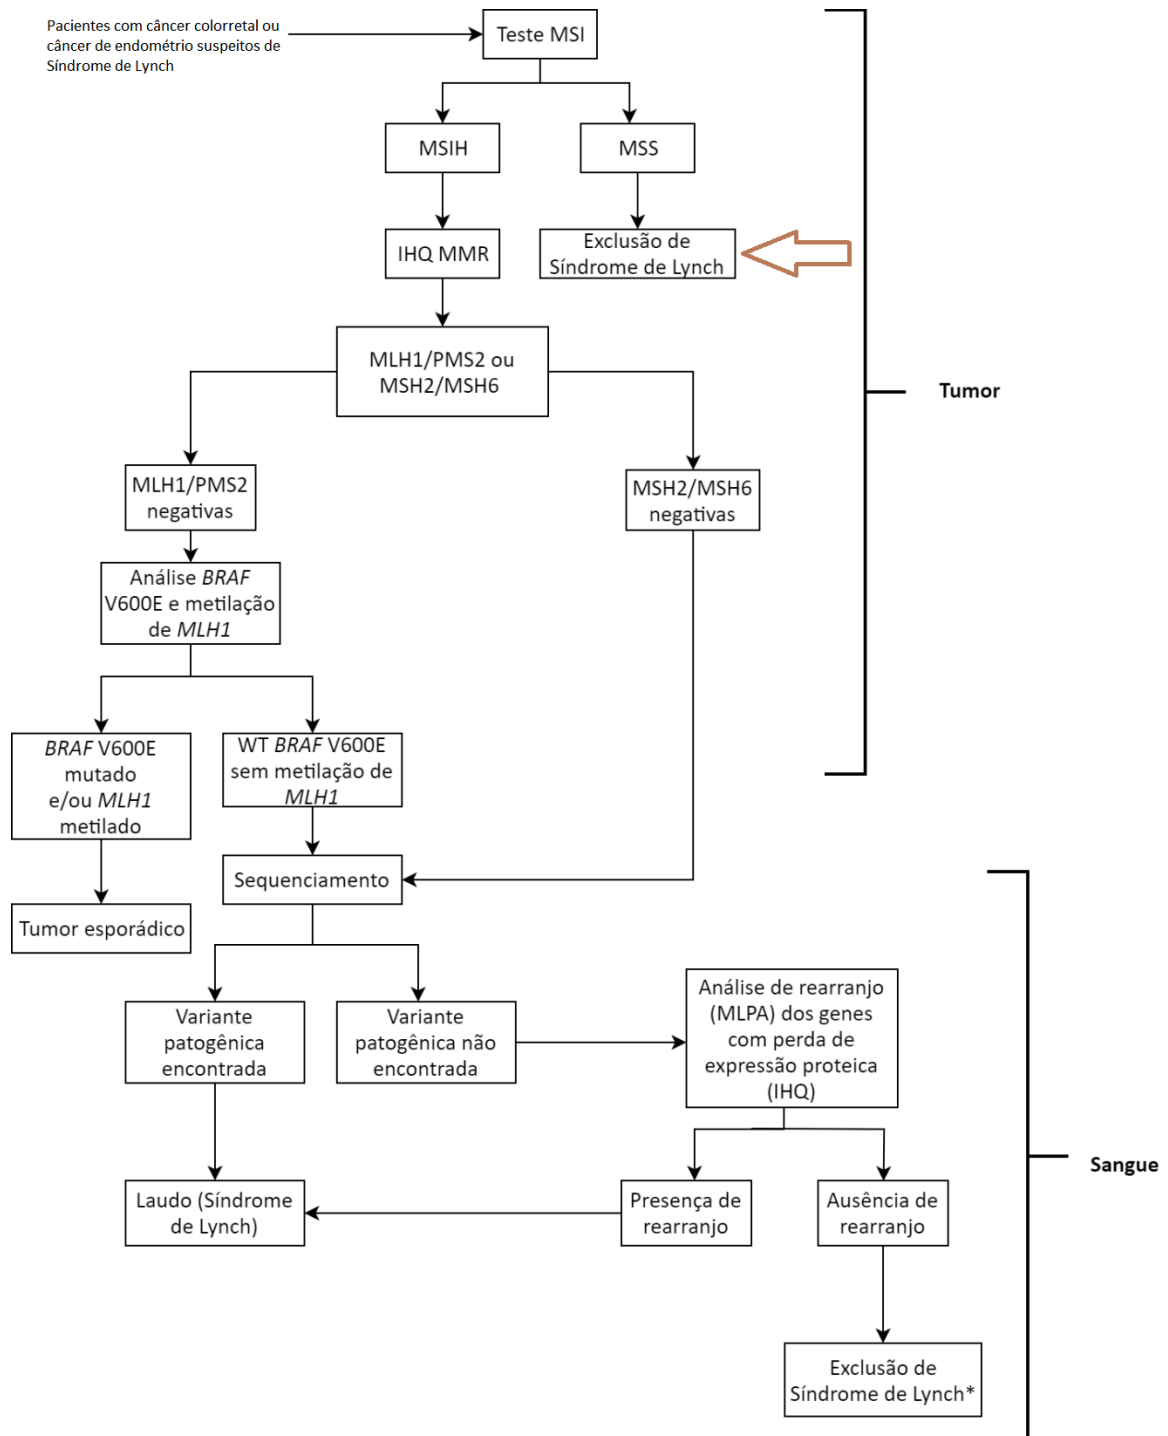 Pacientes com câncer colorretal ou
câncer de endométrio suspeitos de
Síndrome de Lynch
Teste MSI
MSIH
MSS
IHQ MMR
Exclusão de
Síndrome de Lynch
MLH1/PMS2 ou
MSH2/MSH6
Tumor
MLH1/PMS2
negativas
MSH2/MSH6
negativas
Análise BRAF
V600E e metilação
de MLH1
BRAF V600E
mutado
e/ou MLH1
metilado
WT BRAF V600E
sem metilação de
MLH1
Sequenciamento
Tumor esporádico
Variante
patogênica
encontrada
Variante
patogênica não
encontrada
Análise de rearranjo
(MLPA) dos genes
com perda de
expressão proteica
(IHQ)
Sangue
Laudo (Síndrome
de Lynch)
Presença de
rearranjo
Ausência de
rearranjo
Exclusão de
Síndrome de Lynch*